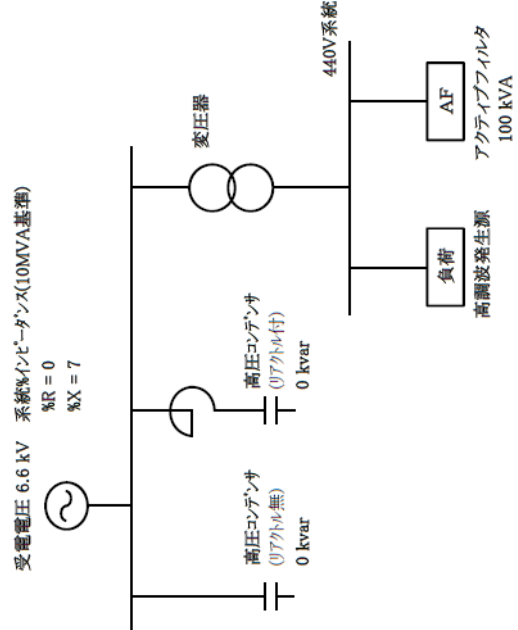 受電電圧 6.6 kV 系統%インピーダンス(10MVA基準)
%R = 0
%X = 7
高圧コンデンサ
(リアクトル無)
0 kvar
高圧コンデンサ
(リアクトル付)
0 kvar
変圧器
440V系統
負荷
高調波発生源
AF
アクティブフィルタ
100 kVA